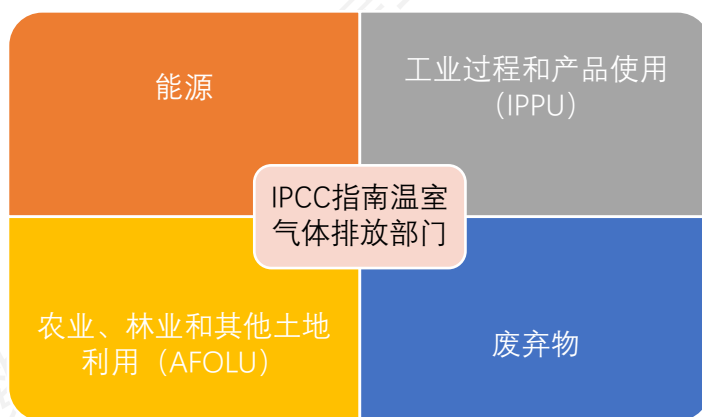 能源
工业过程和产品使用
（IPPU）
IPCC指南温室
气体排放部门
农业、林业和其他土地
利用（AFOLU）
废弃物